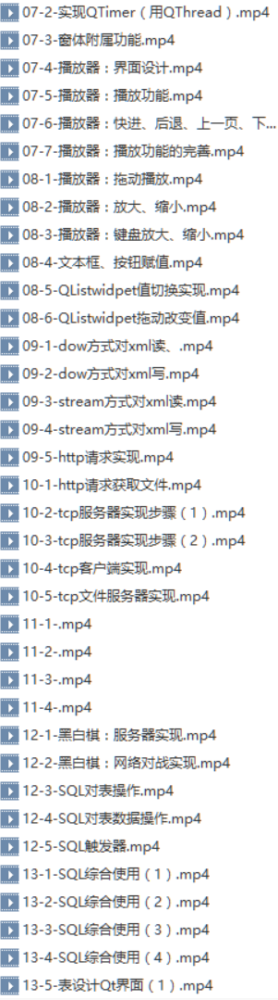 07-2-实现QTimer（用QThread）.mp4
07-3-窗体附属功能.mp4
07-4-播放器：界面设计.mp4
07-5-播放器：播放功能.mp4
07-6-播放器：快进、后退、上一页、下...
07-7-播放器：播放功能的完善.mp4
08-1-播放器：拖动播放.mp4
08-2-播放器：放大、缩小.mp4
08-3-播放器：键盘放大、缩小.mp4
08-4-文本框、按钮赋值.mp4
08-5-QListwidpet值切换实现.mp4
08-6-QListwidpet拖动改变值.mp4
09-1-dow方式对xml读、.mp4
09-2-dow方式对xml写.mp4
09-3-stream方式对xml读.mp4
09-4-stream方式对xml写.mp4
09-5-http请求实现.mp4
10-1-http请求获取文件.mp4
10-2-tcp服务器实现步骤（1）.mp4
10-3-tcp服务器实现步骤（2）.mp4
10-4-tcp客户端实现.mp4
10-5-tcp文件服务器实现.mp4
11-1-.mp4
11-2-.mp4
11-3-.mp4
11-4-.mp4
12-1-黑白棋：服务器实现.mp4
12-2-黑白棋：网络对战实现.mp4
12-3-SQL对表操作.mp4
12-4-SQL对表数据操作.mp4
12-5-SQL触发器.mp4
13-1-SQL综合使用（1）.mp4
13-2-SQL综合使用（2）.mp4
13-3-SQL综合使用（3）.mp4
13-4-SQL综合使用（4）.mp4
13-5-表设计Qt界面（1）.mp4